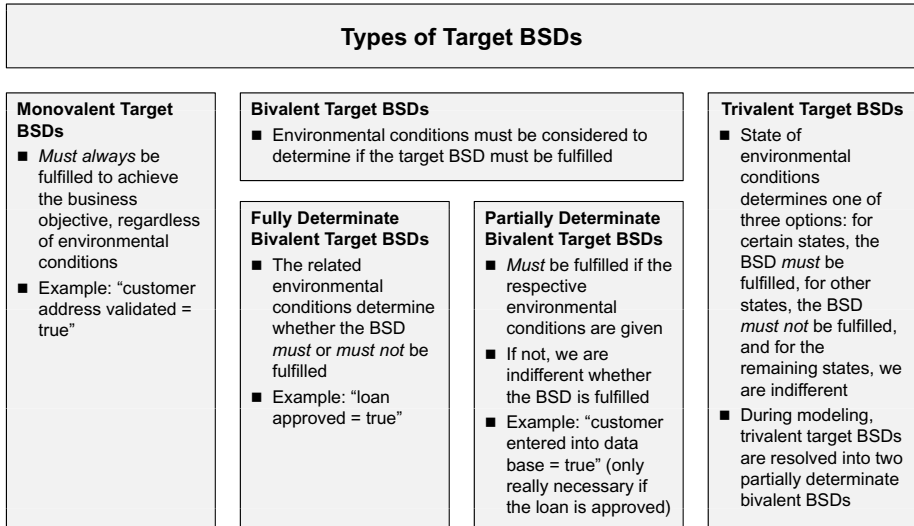 Types of Target BSDs
Monovalent Target
BSDs
■ Must always be
fulfilled to achieve
the business
objective, regardless
of environmental
conditions
■ Example: “customer
address validated =
true”
Bivalent Target BSDs
■ Environmental conditions must be considered to
determine if the target BSD must be fulfilled
Fully Determinate
Bivalent Target BSDs
■ The related
environmental
conditions determine
whether the BSD
must or must not be
fulfilled
■ Example: “loan
approved = true”
Partially Determinate
Bivalent Target BSDs
■ Must be fulfilled if the
respective
environmental
conditions are given
■ If not, we are
indifferent whether
the BSD is fulfilled
■ Example: “customer
entered into data
base = true” (only
really necessary if
the loan is approved)
Trivalent Target BSDs
■ State of
environmental
conditions
determines one of
three options: for
certain states, the
BSD must be
fulfilled, for other
states, the BSD
must not be fulfilled,
and for the
remaining states, we
are indifferent
■ During modeling,
trivalent target BSDs
are resolved into two
partially determinate
bivalent BSDs